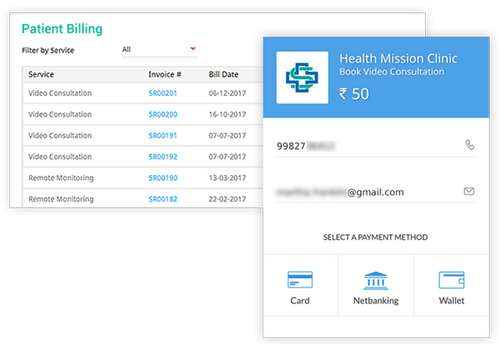 Patient Billing
Filter by Service All
Service Invoice # Bill Date
Video Consultation SR00201 06-12-2017
Video Consultation SR00200 16-10-2017
Video Consultation SR00191 07-07-2017
Video Consultation SR00192 07-07-2017
Remote Monitoring SR00190 13-03-2017
Remote Monitoring SR00182 22-02-2017
Health Mission Clinic
Book Video Consultation
₹ 50
99827
@gmail.com
SELECT A PAYMENT METHOD
Card Netbanking Wallet